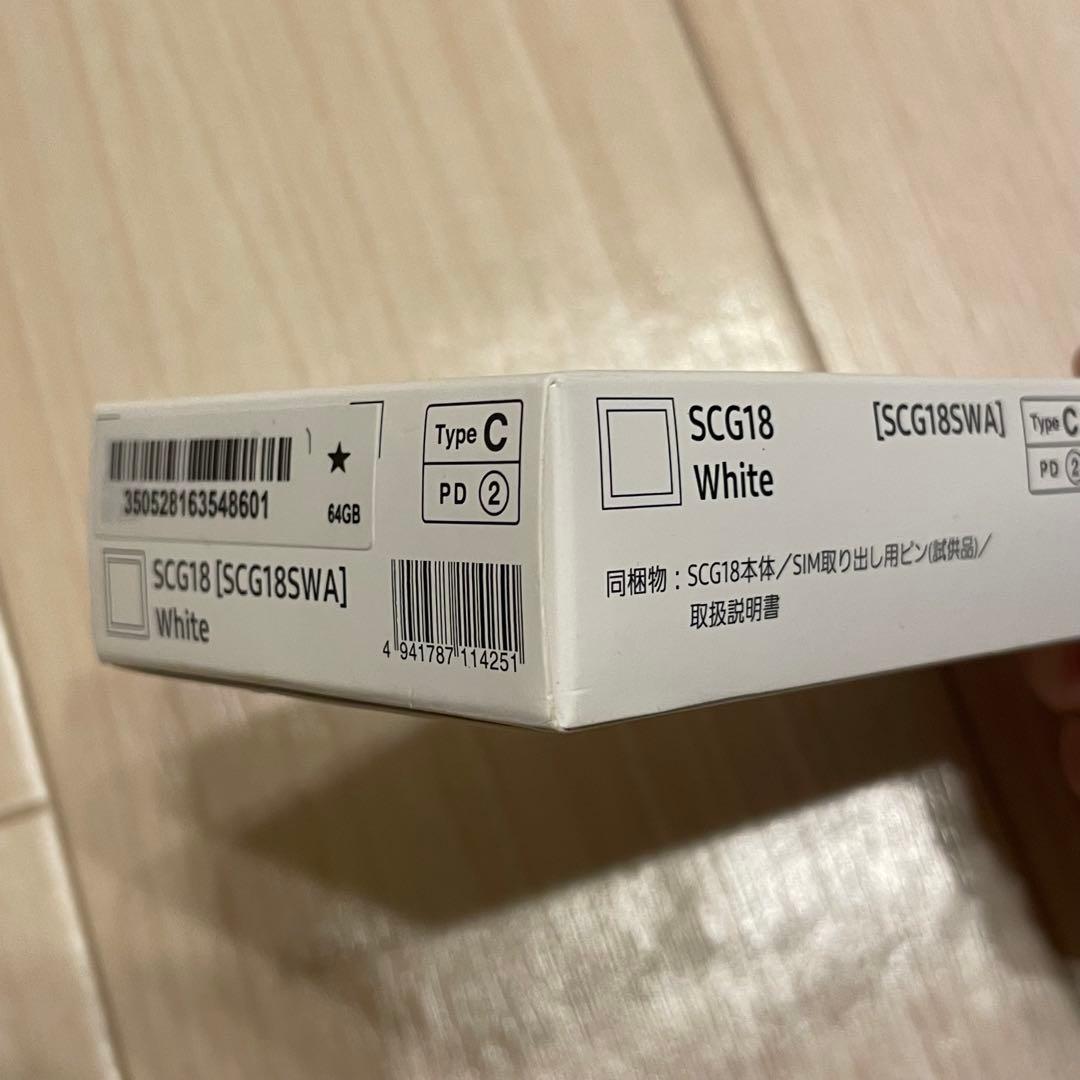 350528163548601
★
64GB
Type C
PD ②
SCG18 [SCG18SWA]
White
4 941787 114251
SCG18 [SCG18SWA]
White
Type C
PD ②
同梱物：SCG18本体／SIM取り出し用ピン(試供品)／
取扱説明書